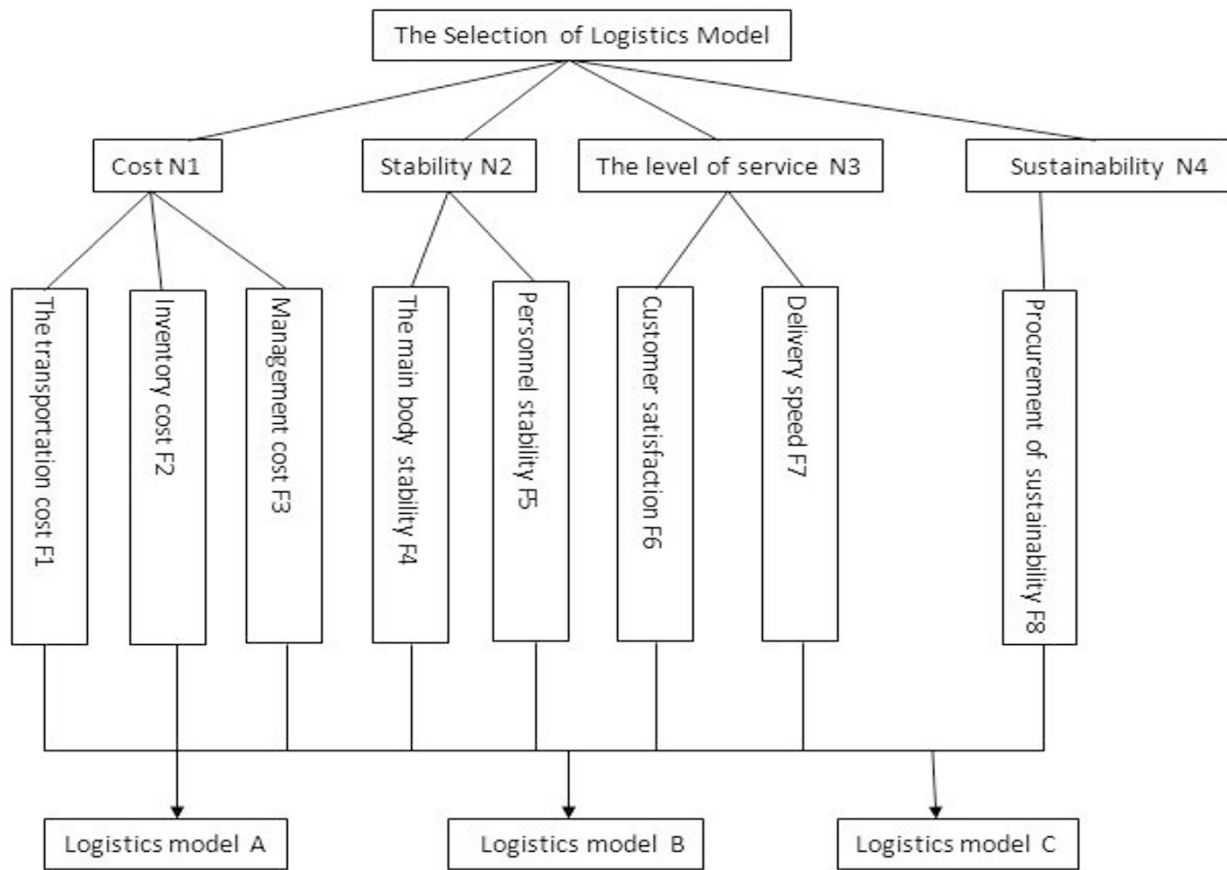 The Selection of Logistics Model
Cost N1
Stability N2
The level of service N3
Sustainability N4
The transportation cost F1
Inventory cost F2
Management cost F3
The main body stability F4
Personnel stability F5
Customer satisfaction F6
Delivery speed F7
Procurement of sustainability F8
Logistics model A
Logistics model B
Logistics model C